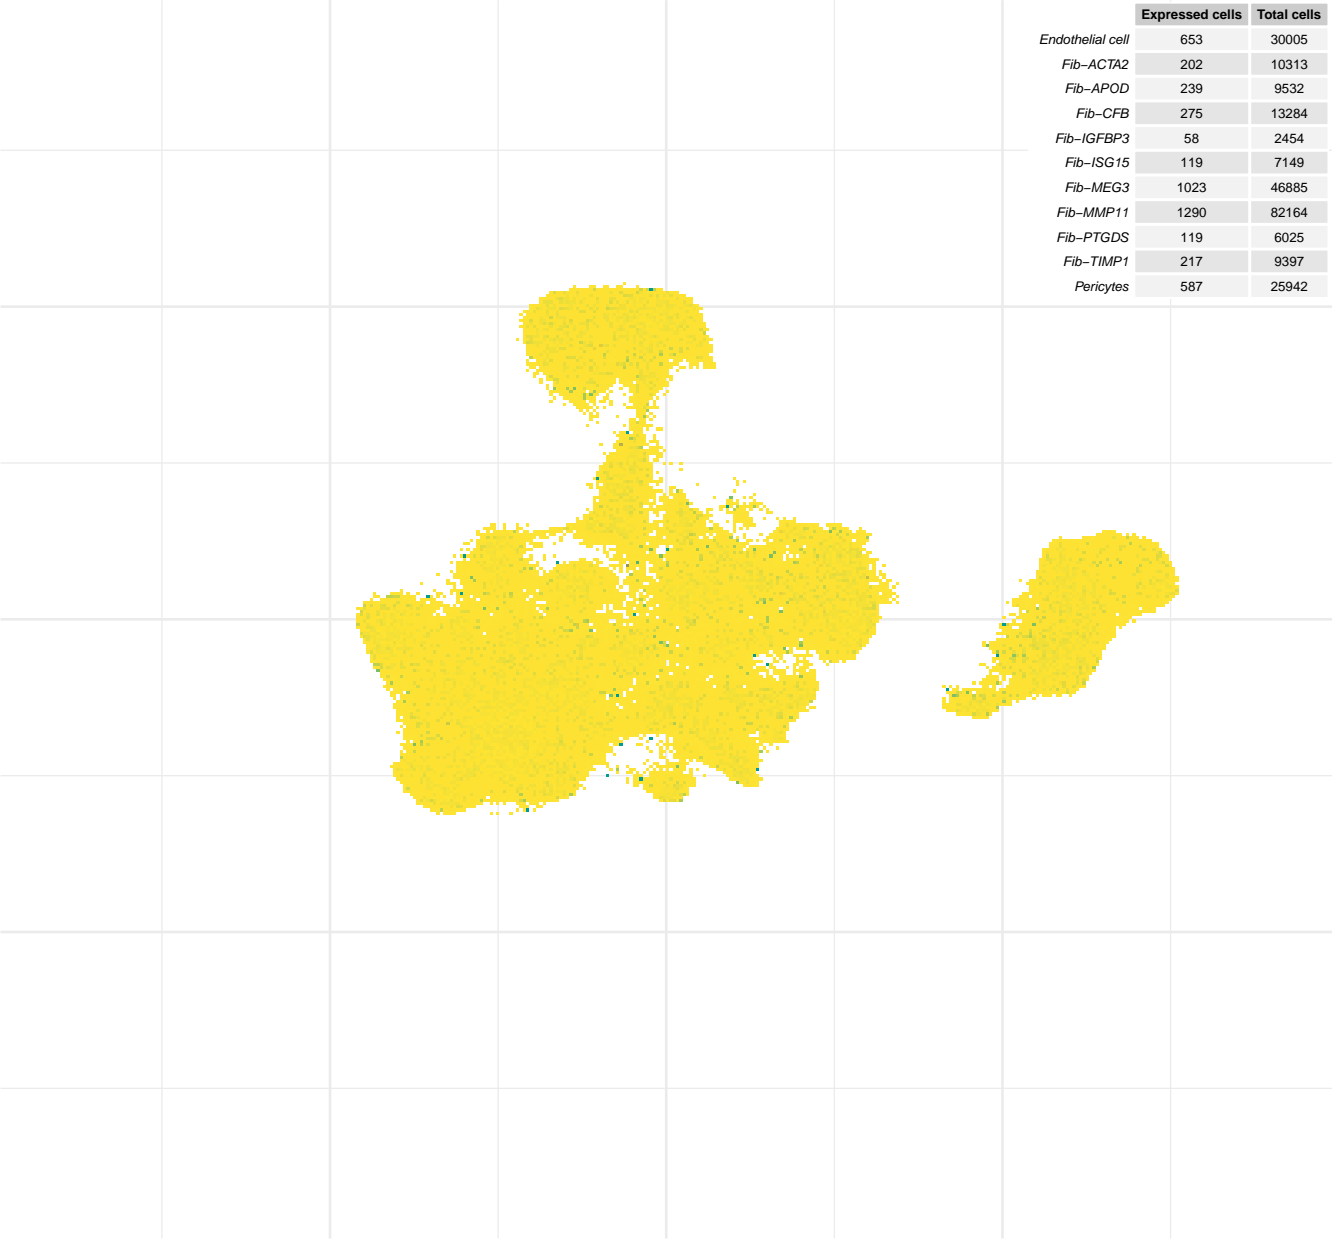 Expressed cells Total cells
Endothelial cell 653 30005
Fib−ACTA2 202 10313
Fib−APOD 239 9532
Fib−CFB 275 13284
Fib−IGFBP3 58 2454
Fib−ISG15 119 7149
Fib−MEG3 1023 46885
Fib−MMP11 1290 82164
Fib−PTGDS 119 6025
Fib−TIMP1 217 9397
Pericytes 587 25942